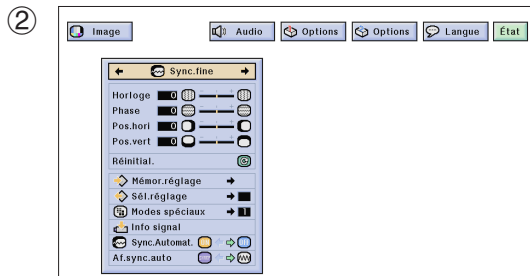 2
Image Audio Options Options Langue État
Sync.fine
Horloge 0
Phase 0
Pos.hori 0
Pos.vert 0
Réinitial.
Mémor.réglage
Sél.réglage
Modes spéciaux 1
Info signal
Sync.Automat.
Af.sync.auto